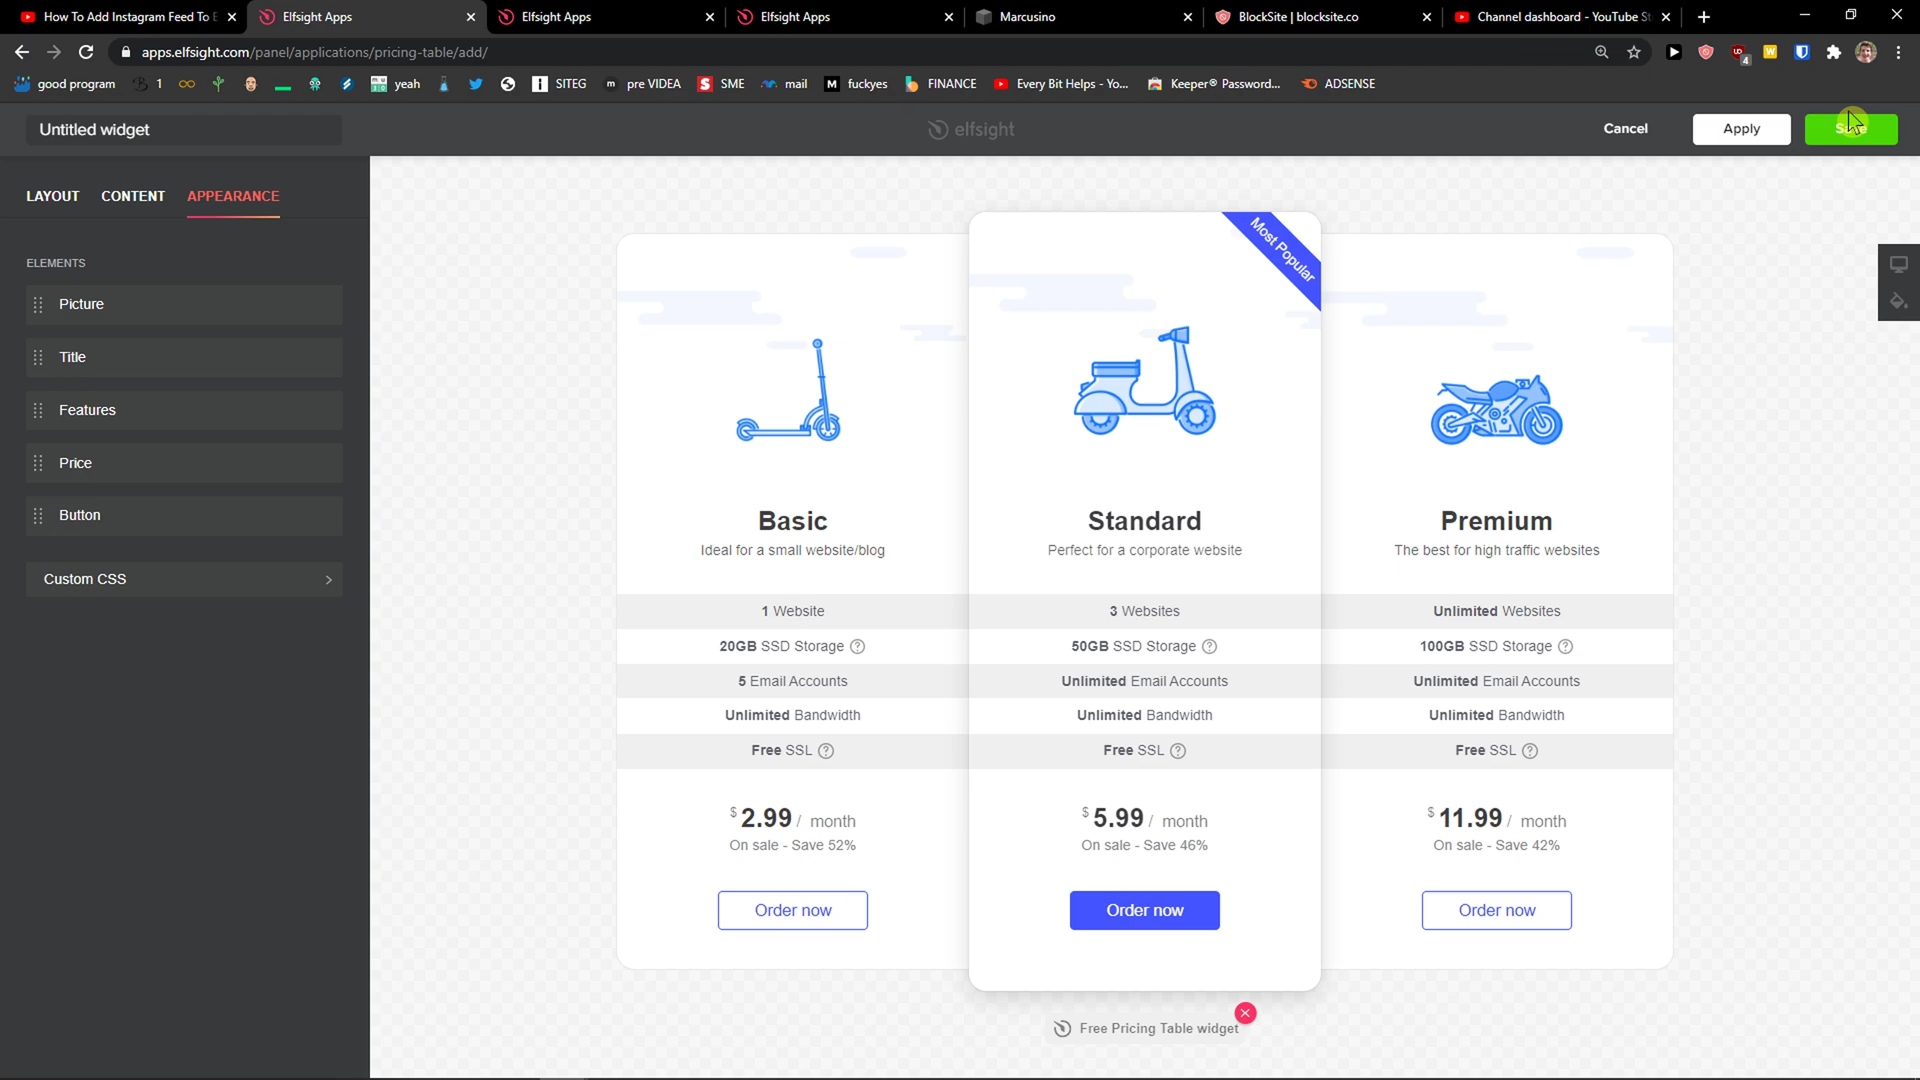 How To Add Instagram Feed To E
Elfsight Apps
Elfsight Apps
Elfsight Apps
Marcusino
BlockSite | blocksite.co
Channel dashboard - YouTube St
apps.elfsight.com/panel/applications/pricing-table/add/
4
good program
1
yeah
SITEG
pre VIDEA
SME
mail
fuckyes
FINANCE
Every Bit Helps - Yo...
Keeper® Password...
ADSENSE
Untitled widget
elfsight
Cancel
Apply
LAYOUT
CONTENT
APPEARANCE
ELEMENTS
Picture
Title
Features
Price
Button
Custom CSS
Most Popular
Basic
Ideal for a small website/blog
1 Website
20GB SSD Storage
5 Email Accounts
Unlimited Bandwidth
Free SSL
$ 2.99 / month
On sale - Save 52%
Order now
Standard
Perfect for a corporate website
3 Websites
50GB SSD Storage
Unlimited Email Accounts
Unlimited Bandwidth
Free SSL
$ 5.99 / month
On sale - Save 46%
Order now
Premium
The best for high traffic websites
Unlimited Websites
100GB SSD Storage
Unlimited Email Accounts
Unlimited Bandwidth
Free SSL
$ 11.99 / month
On sale - Save 42%
Order now
Free Pricing Table widget